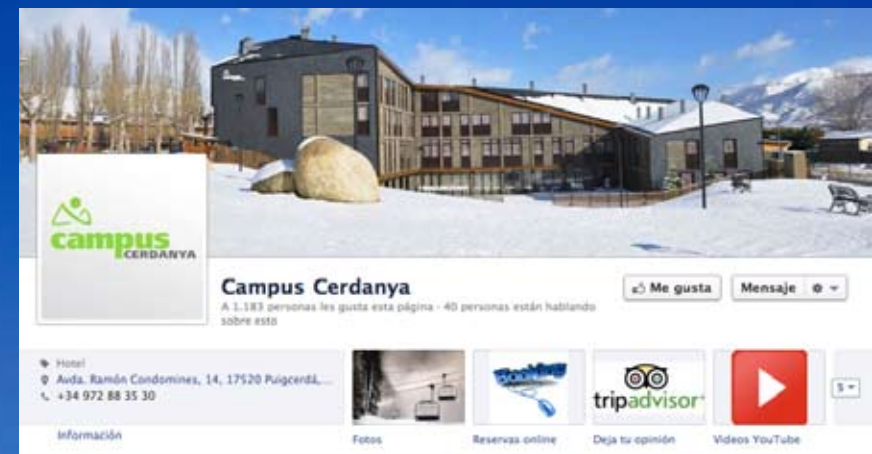 campus
CERDANYA
Campus Cerdanya
A 1.183 personas les gusta esta página · 40 personas están hablando
sobre esto
Me gusta
Mensaje
Hotel
Avda. Ramón Condomines, 14, 17520 Puigcerdá,...
+34 972 88 35 30
Información
Booking
tripadvisor
5
Fotos
Reservas online
Deja tu opinión
Videos YouTube